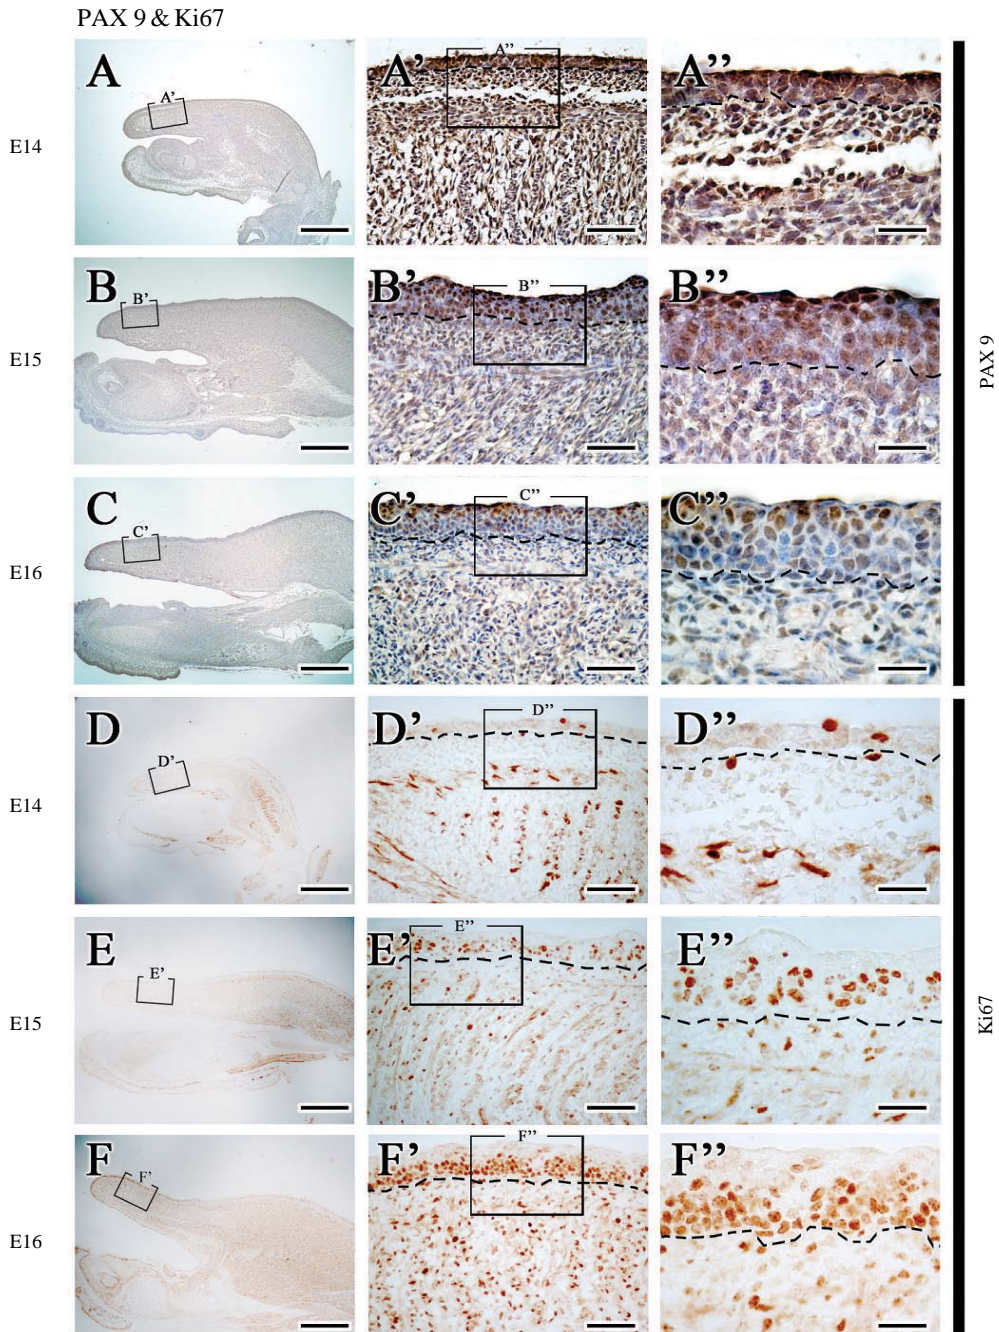 PAX 9 & Ki67
A A' A' A'' A''
E14
B B' B' B'' B''
E15
C C' C' C'' C''
E16
PAX 9
D D' D' D'' D''
E14
E E' E' E'' E''
E15
F F' F' F'' F''
E16
Ki67